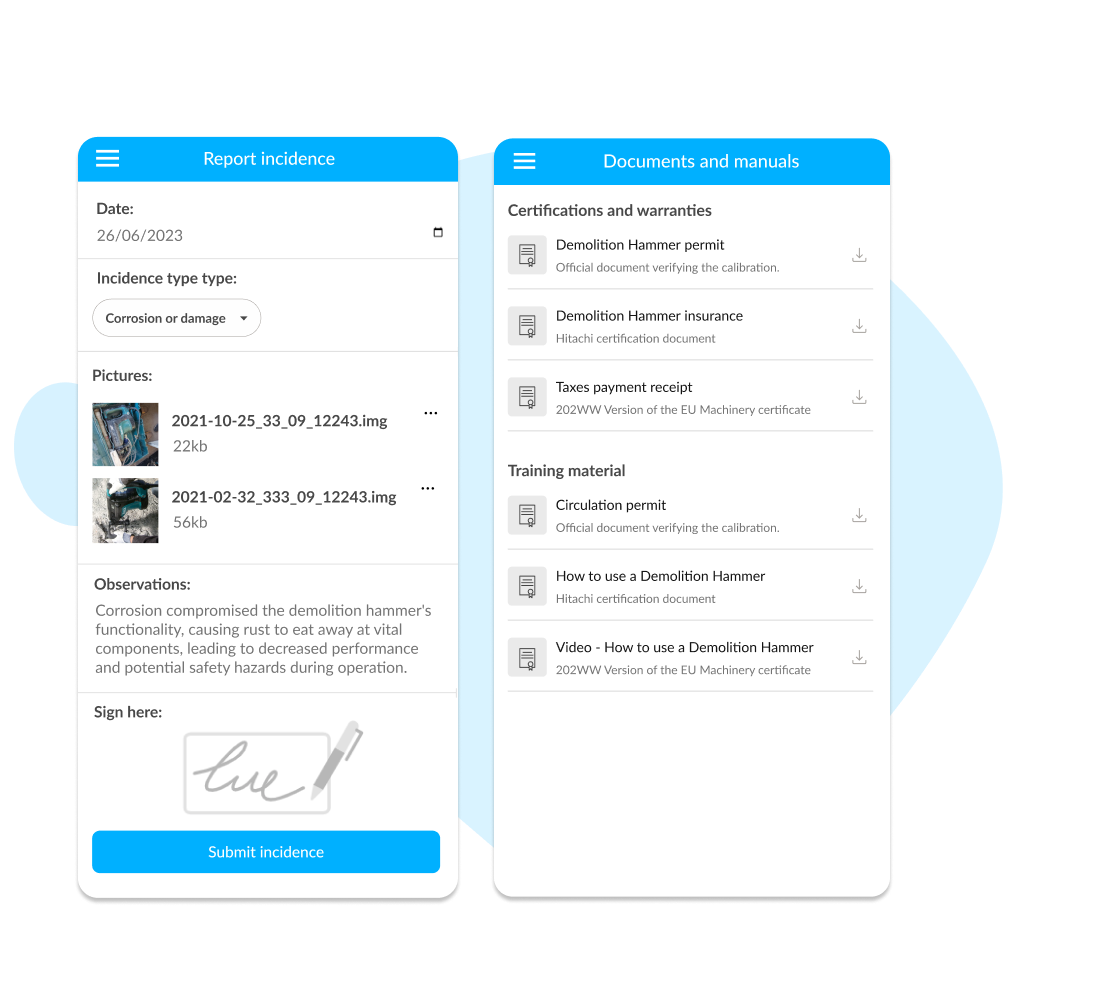 Report incidence
Date:
26/06/2023
Incidence type type:
Corrosion or damage
Pictures:
2021-10-25_33_09_12243.img
22kb
2021-02-32_333_09_12243.img
56kb
Observations:
Corrosion compromised the demolition hammer's
functionality, causing rust to eat away at vital
components, leading to decreased performance
and potential safety hazards during operation.
Sign here:
Submit incidence
Documents and manuals
Certifications and warranties
Demolition Hammer permit
Official document verifying the calibration.
Demolition Hammer insurance
Hitachi certification document
Taxes payment receipt
202WW Version of the EU Machinery certificate
Training material
Circulation permit
Official document verifying the calibration.
How to use a Demolition Hammer
Hitachi certification document
Video - How to use a Demolition Hammer
202WW Version of the EU Machinery certificate